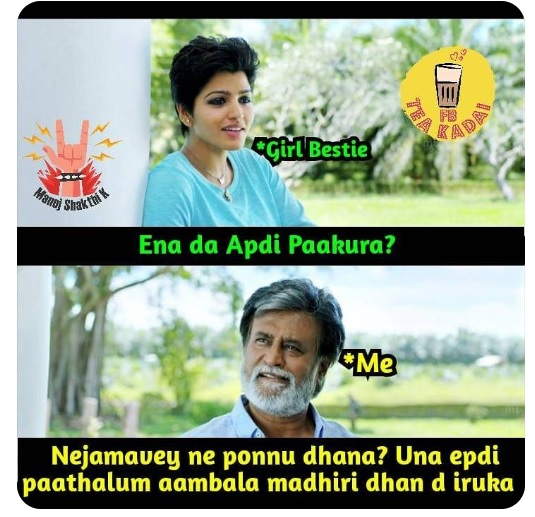 FB
TEA KADAI
*Girl Bestie
Manoj Shakthi K
Ena da Apdi Paakura?
*Me
Nejamavey ne ponnu dhana? Una epdi
paathalum aambala madhiri dhan d iruka